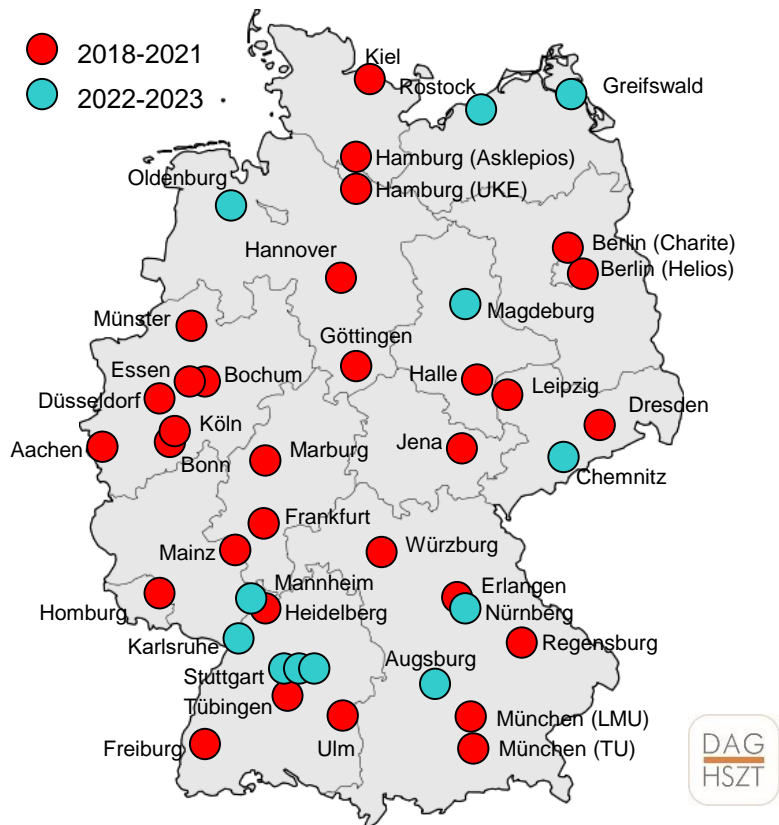 2018-2021
2022-2023
Kiel
Rostock
Greifswald
Hamburg (Asklepios)
Hamburg (UKE)
Oldenburg
Berlin (Charite)
Berlin (Helios)
Hannover
Magdeburg
Münster
Göttingen
Essen
Bochum
Halle
Leipzig
Düsseldorf
Dresden
Köln
Aachen
Bonn
Marburg
Jena
Chemnitz
Frankfurt
Mainz
Würzburg
Mannheim
Erlangen
Homburg
Heidelberg
Nürnberg
Karlsruhe
Regensburg
Stuttgart
Augsburg
Tübingen
München (LMU)
Freiburg
Ulm
München (TU)
DAG
HSZT